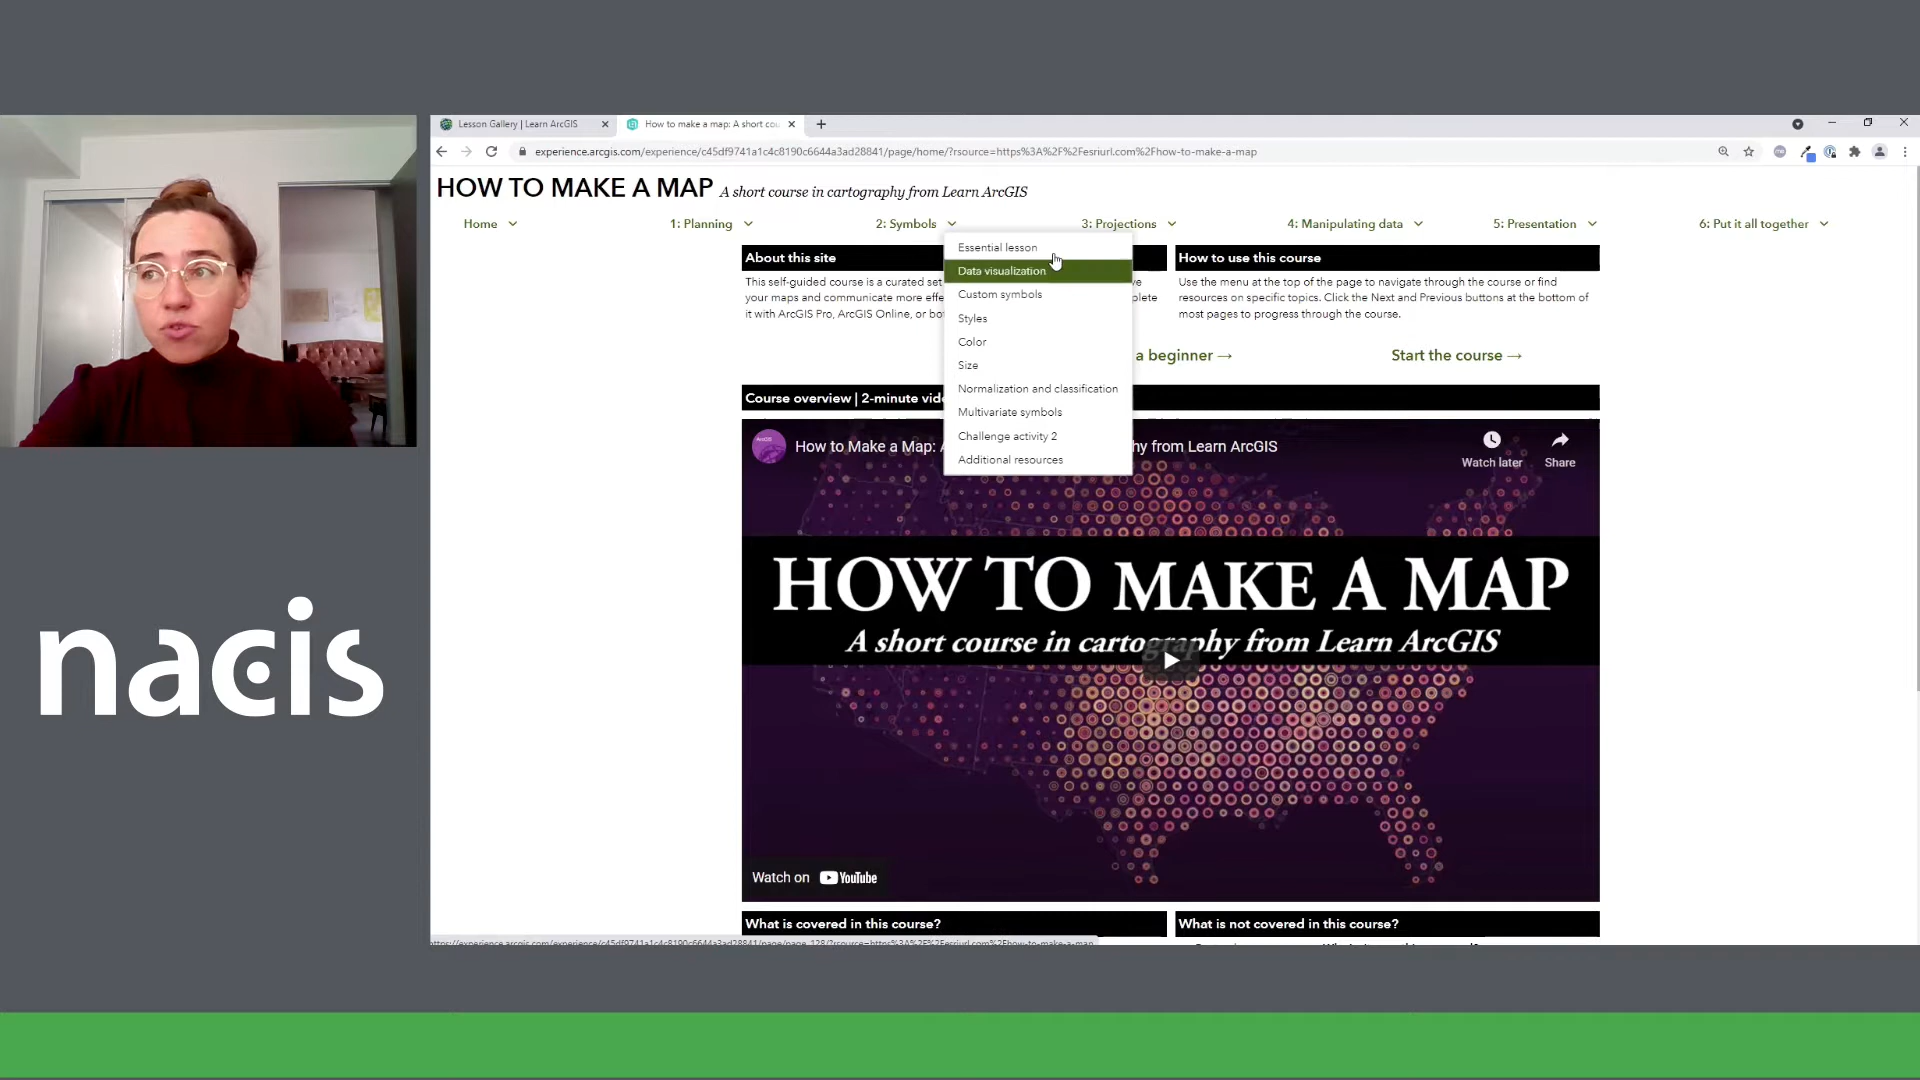 nacis
Lesson Gallery | Learn ArcGIS
How to make a map: A short cou
experience.arcgis.com/experience/c45df9741a1c4c8190c6644a3ad28841/page/home/?rsource=https%3A%2F%2Fesriurl.com%2Fhow-to-make-a-map
HOW TO MAKE A MAP A short course in cartography from Learn ArcGIS
Home 1: Planning 2: Symbols 3: Projections 4: Manipulating data 5: Presentation 6: Put it all together
Essential lesson
Data visualization
Custom symbols
Styles
Color
Size
Normalization and classification
Multivariate symbols
Challenge activity 2
Additional resources
About this site
This self-guided course is a curated set
your maps and communicate more effe
it with ArcGIS Pro, ArcGIS Online, or bo
How to use this course
Use the menu at the top of the page to navigate through the course or find
resources on specific topics. Click the Next and Previous buttons at the bottom of
most pages to progress through the course.
a beginner →
Start the course →
Course overview | 2-minute vid
ArcGIS
How to Make a Map: hy from Learn ArcGIS
Watch later
Share
HOW TO MAKE A MAP
A short course in cartography from Learn ArcGIS
Watch on YouTube
What is covered in this course?
What is not covered in this course?